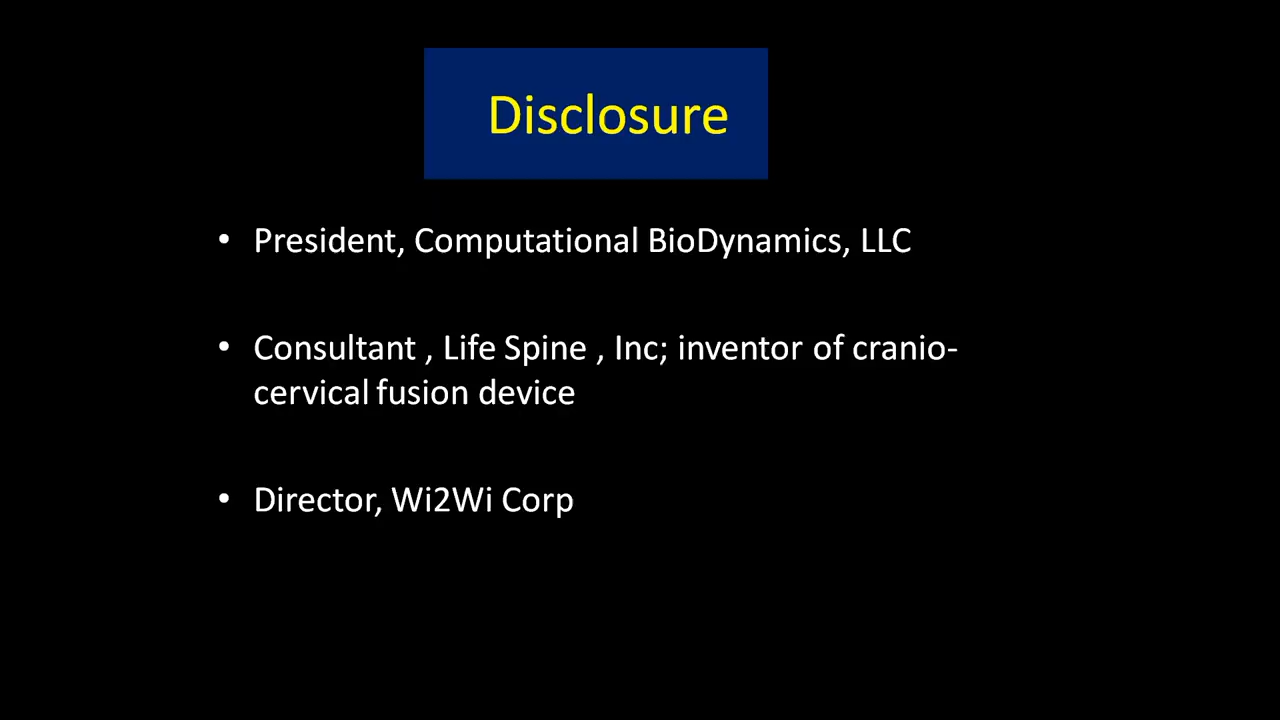 Disclosure
• President, Computational BioDynamics, LLC
• Consultant , Life Spine , Inc; inventor of cranio-
cervical fusion device
• Director, Wi2Wi Corp